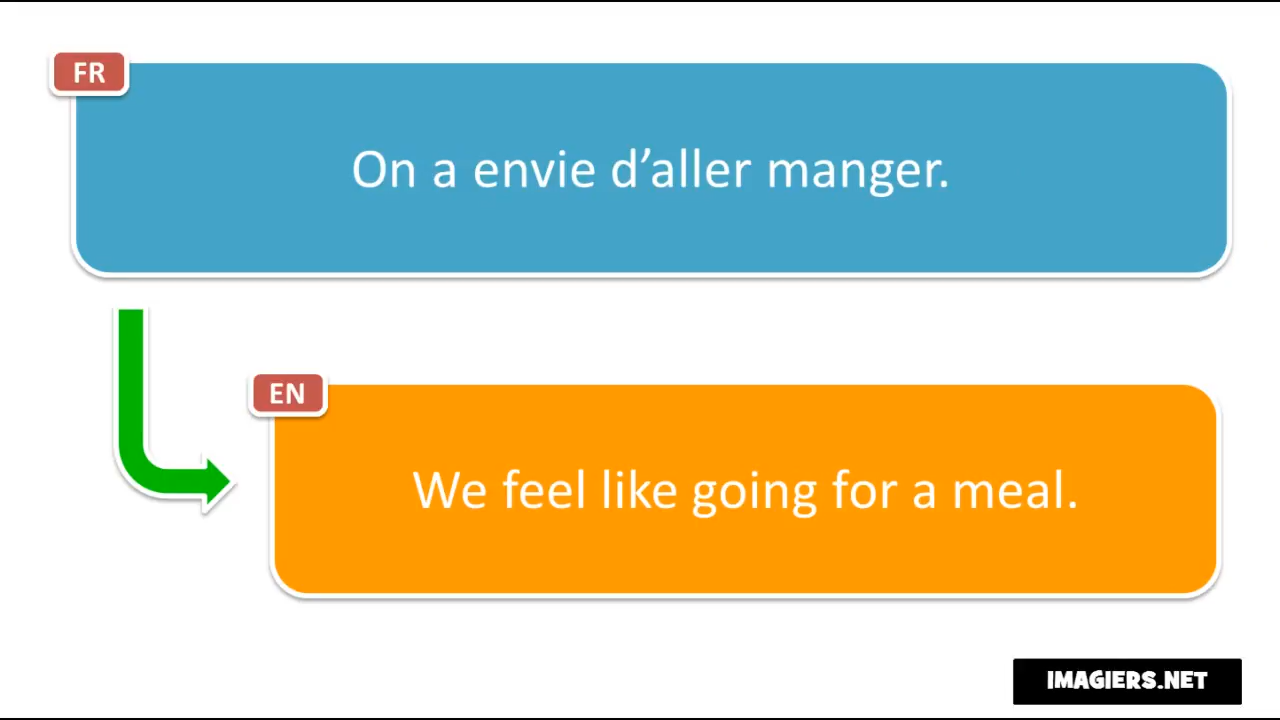 FR
On a envie d’aller manger.
EN
We feel like going for a meal.
IMAGIERS.NET